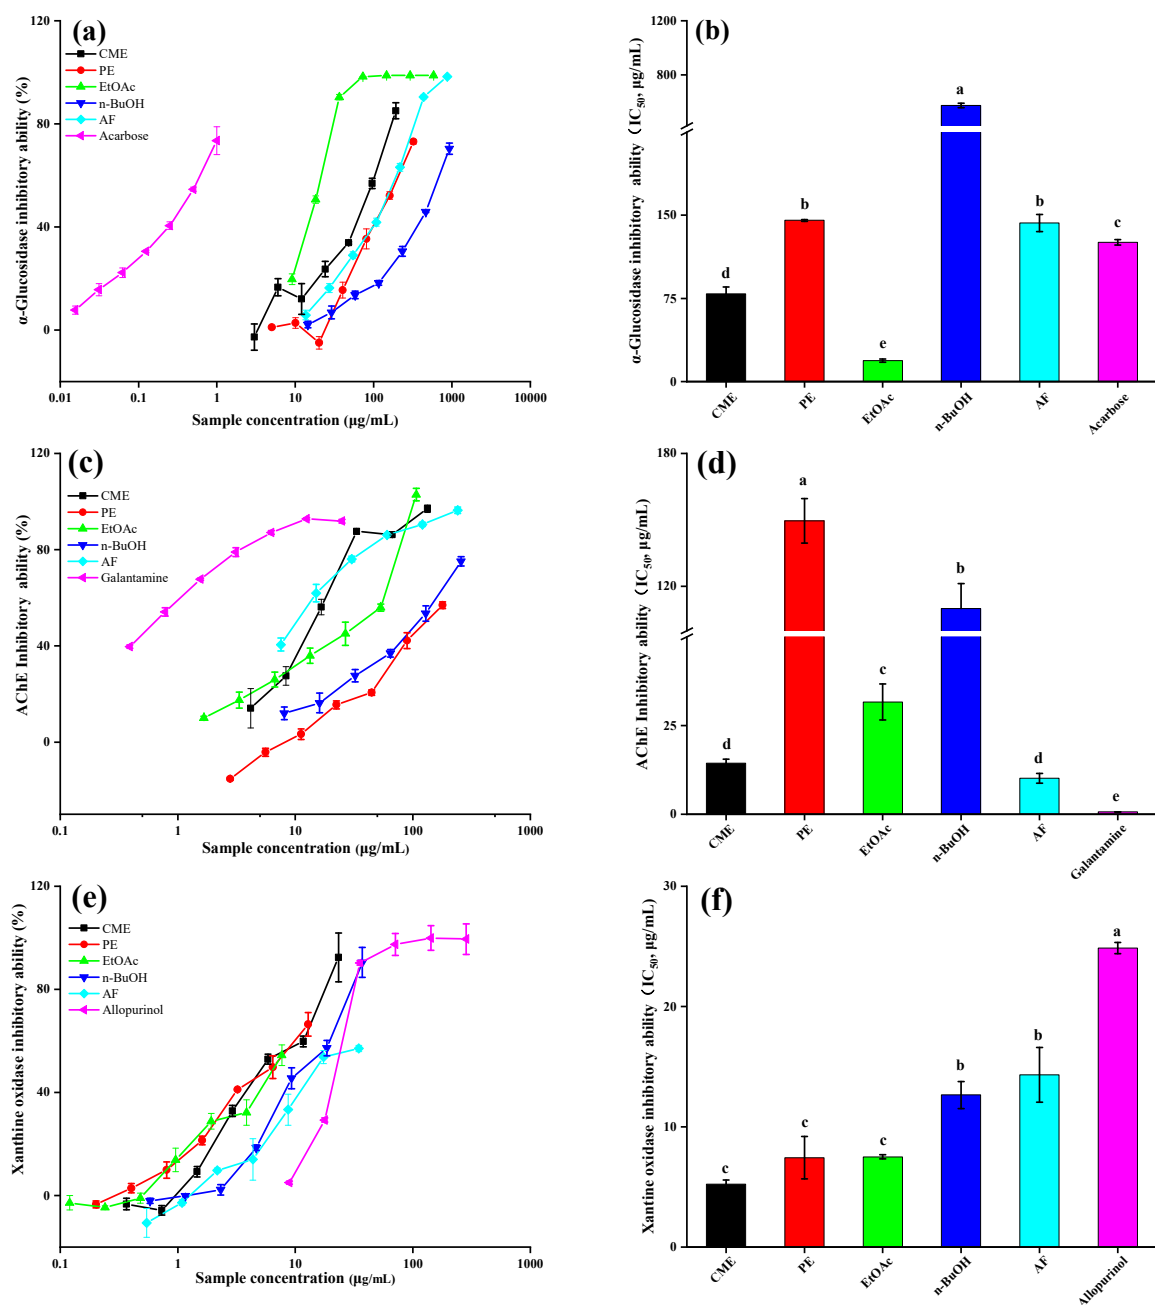 (a)
CME
PE
EtOAc
n-BuOH
AF
Acarbose
120
80
40
0
0.01
0.1
1
10
100
1000
10000
α-Glucosidase inhibitory ability (%)
Sample concentration (μg/mL)
(b)
1200
800
150
75
0
α-Glucosidase inhibitory ability (IC50, μg/mL)
d
b
e
a
b
c
CME
PE
EtOAc
n-BuOH
AF
Acarbose
(c)
CME
PE
EtOAc
n-BuOH
AF
Galantamine
120
80
40
0
0.1
1
10
100
1000
AChE Inhibitory ability (%)
Sample concentration (μg/mL)
(d)
180
120
25
0
AChE Inhibitory ability (IC50, μg/mL)
d
a
c
b
d
e
CME
PE
EtOAc
n-BuOH
AF
Galantamine
(e)
CME
PE
EtOAc
n-BuOH
AF
Allopurinol
120
80
40
0
0.1
1
10
100
1000
Xanthine oxidase inhibitory ability (%)
Sample concentration (μg/mL)
(f)
30
20
10
0
Xantine oxidase inhibitory ability (IC50, μg/mL)
c
c
c
b
b
a
CME
PE
EtOAc
n-BuOH
AF
Allopurinol